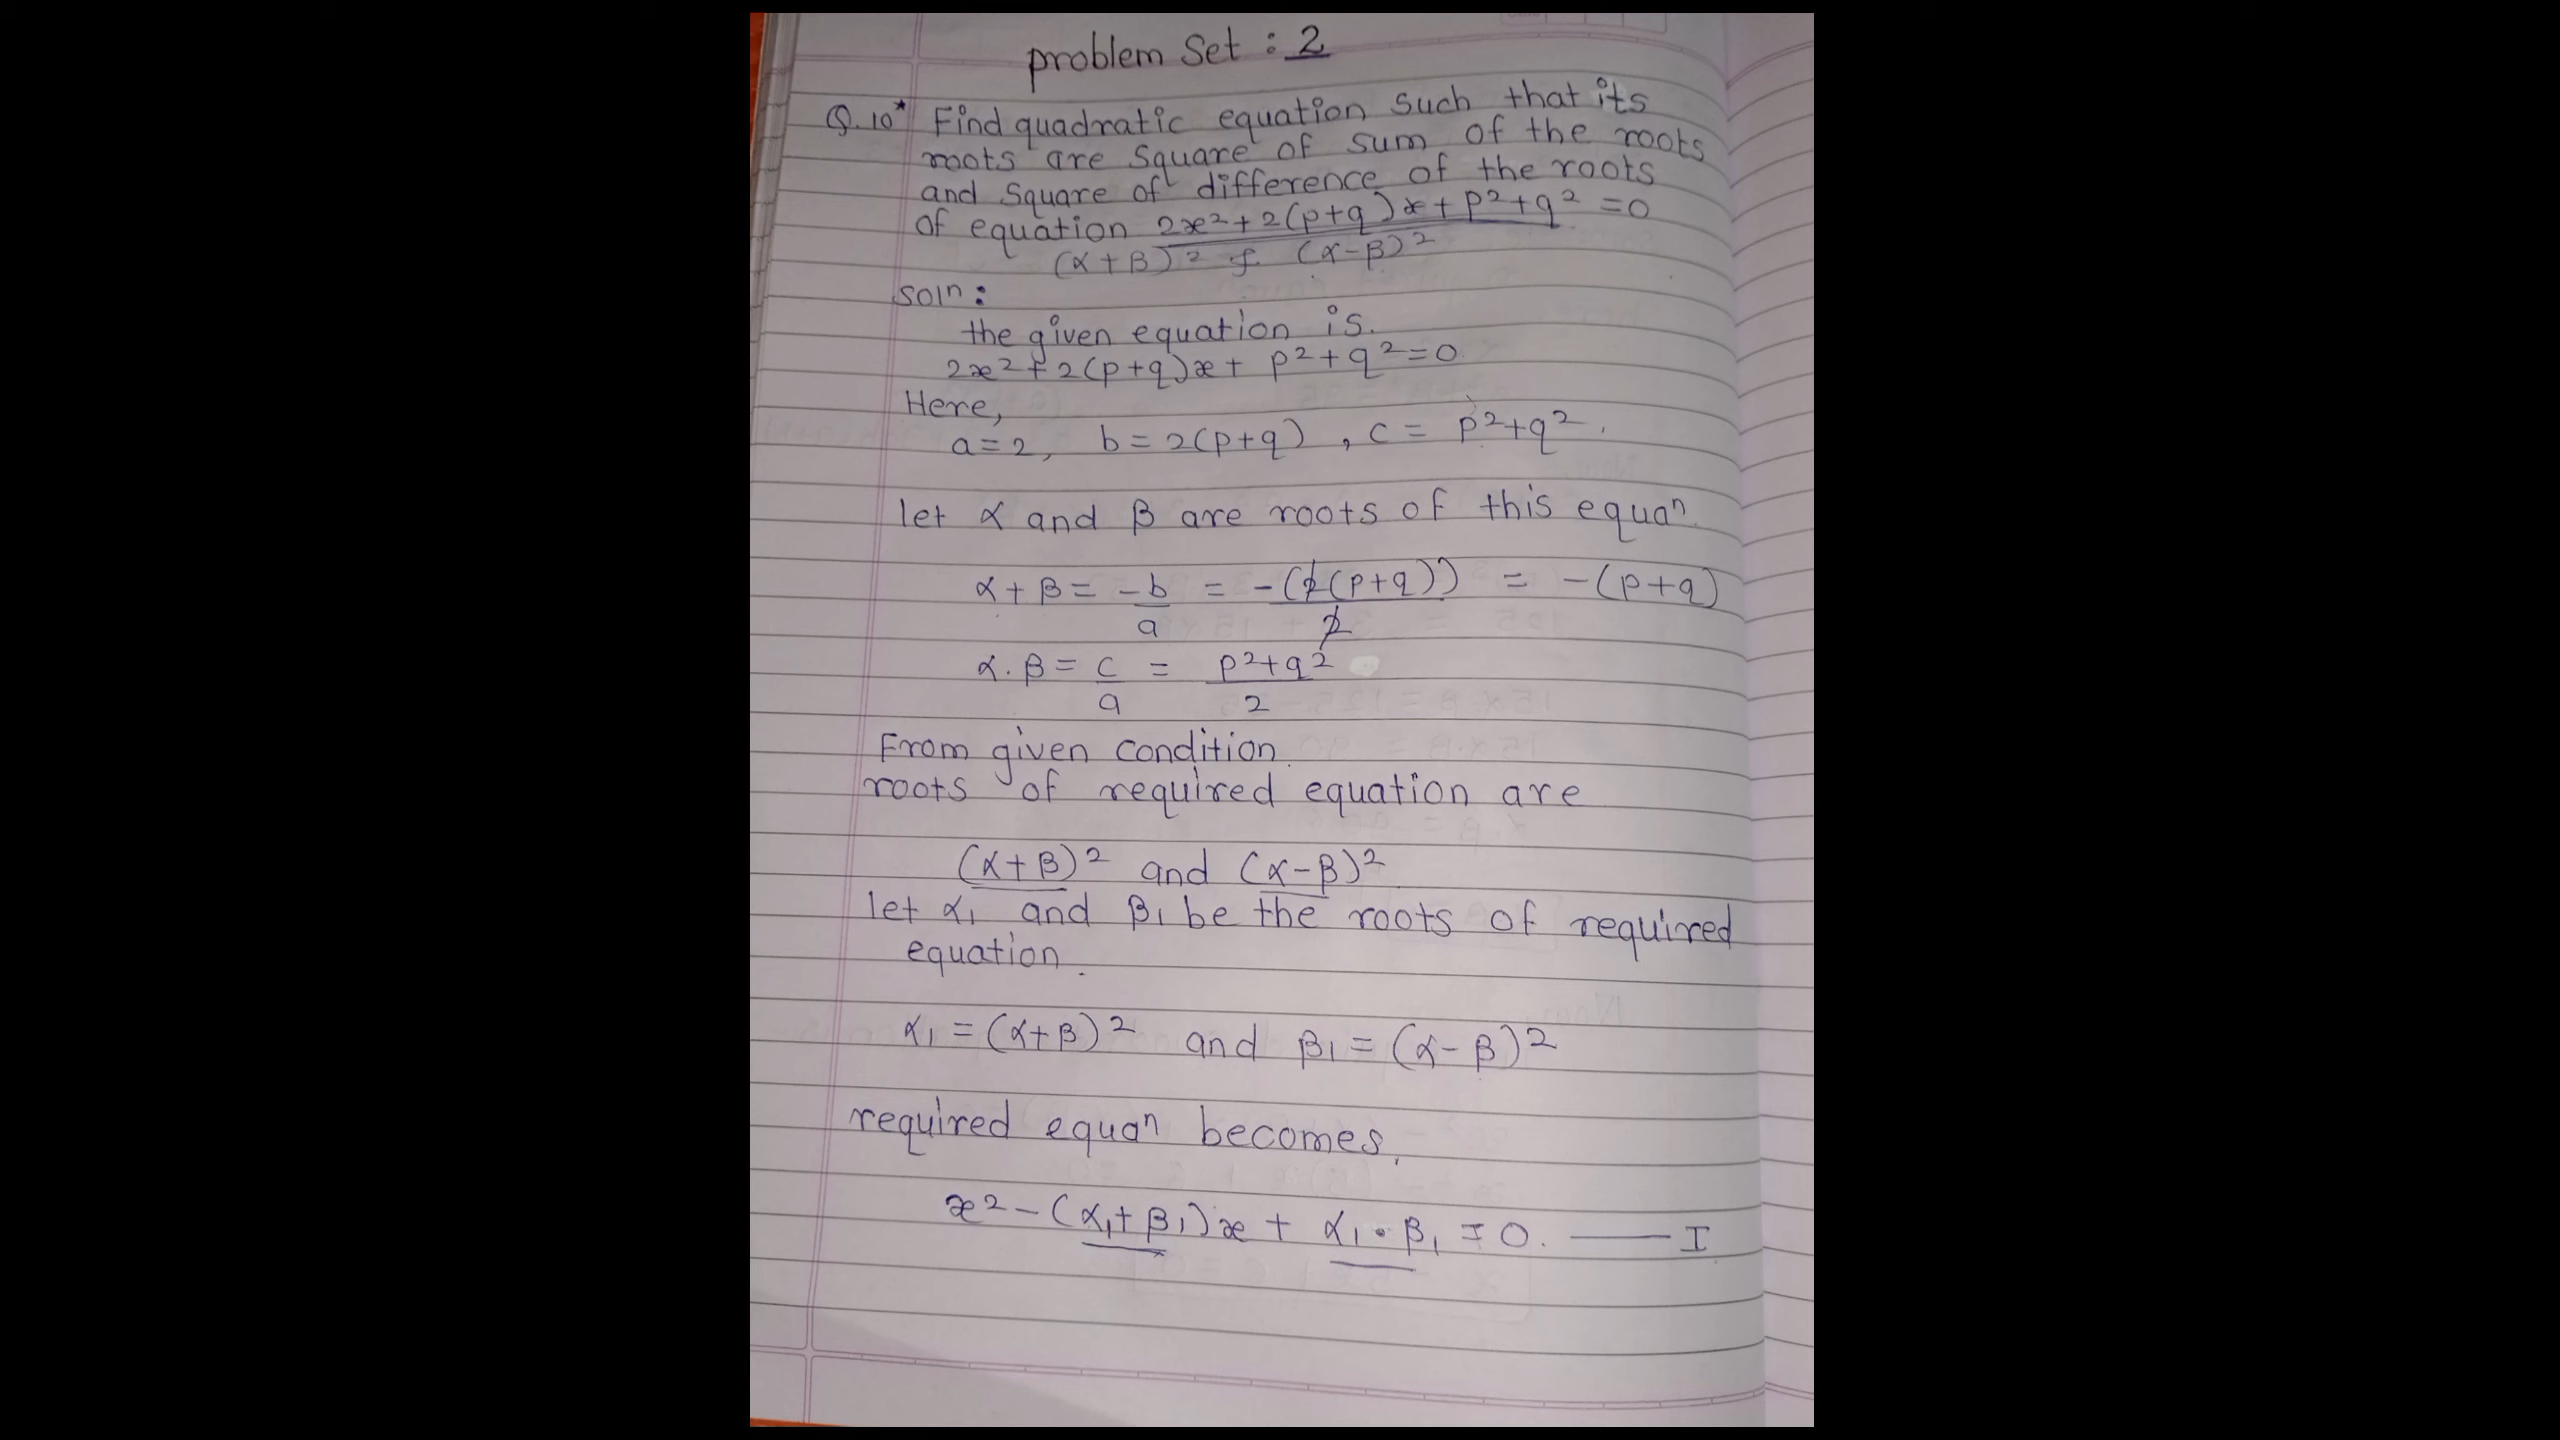 problem Set : 2
Q.10* Find quadratic equation such that its
roots are square of sum of the roots
and square of difference of the roots
of equation 2x²+2(p+q)x+p²+q²=0
(α+β)² & (α-β)²
soln:
the given equation is.
2x²+2(p+q)x+ p²+q²=0.
Here,
a=2, b=2(p+q) , c= p²+q².
let α and β are roots of this equaⁿ.
α+β = -b/a = -(2(p+q))/2 = -(p+q)
α.β = c/a = p²+q²/2
From given condition.
roots of required equation are
(α+β)² and (α-β)²
let α₁ and β₁ be the roots of required
equation.
α₁ = (α+β)² and β₁ = (α-β)²
required equaⁿ becomes,
x²-(α₁+β₁)x + α₁.β₁ = 0. —— I